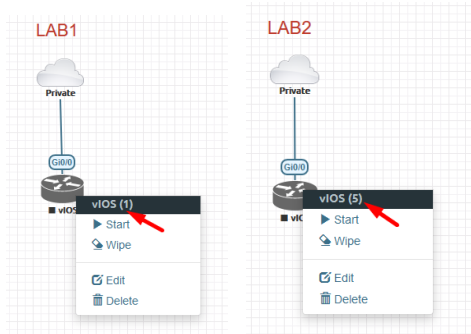 LAB1
Private
Gi0/0
vIOS
vIOS (1)
Start
Wipe
Edit
Delete
LAB2
Private
Gi0/0
vIOS (5)
Start
Wipe
Edit
Delete